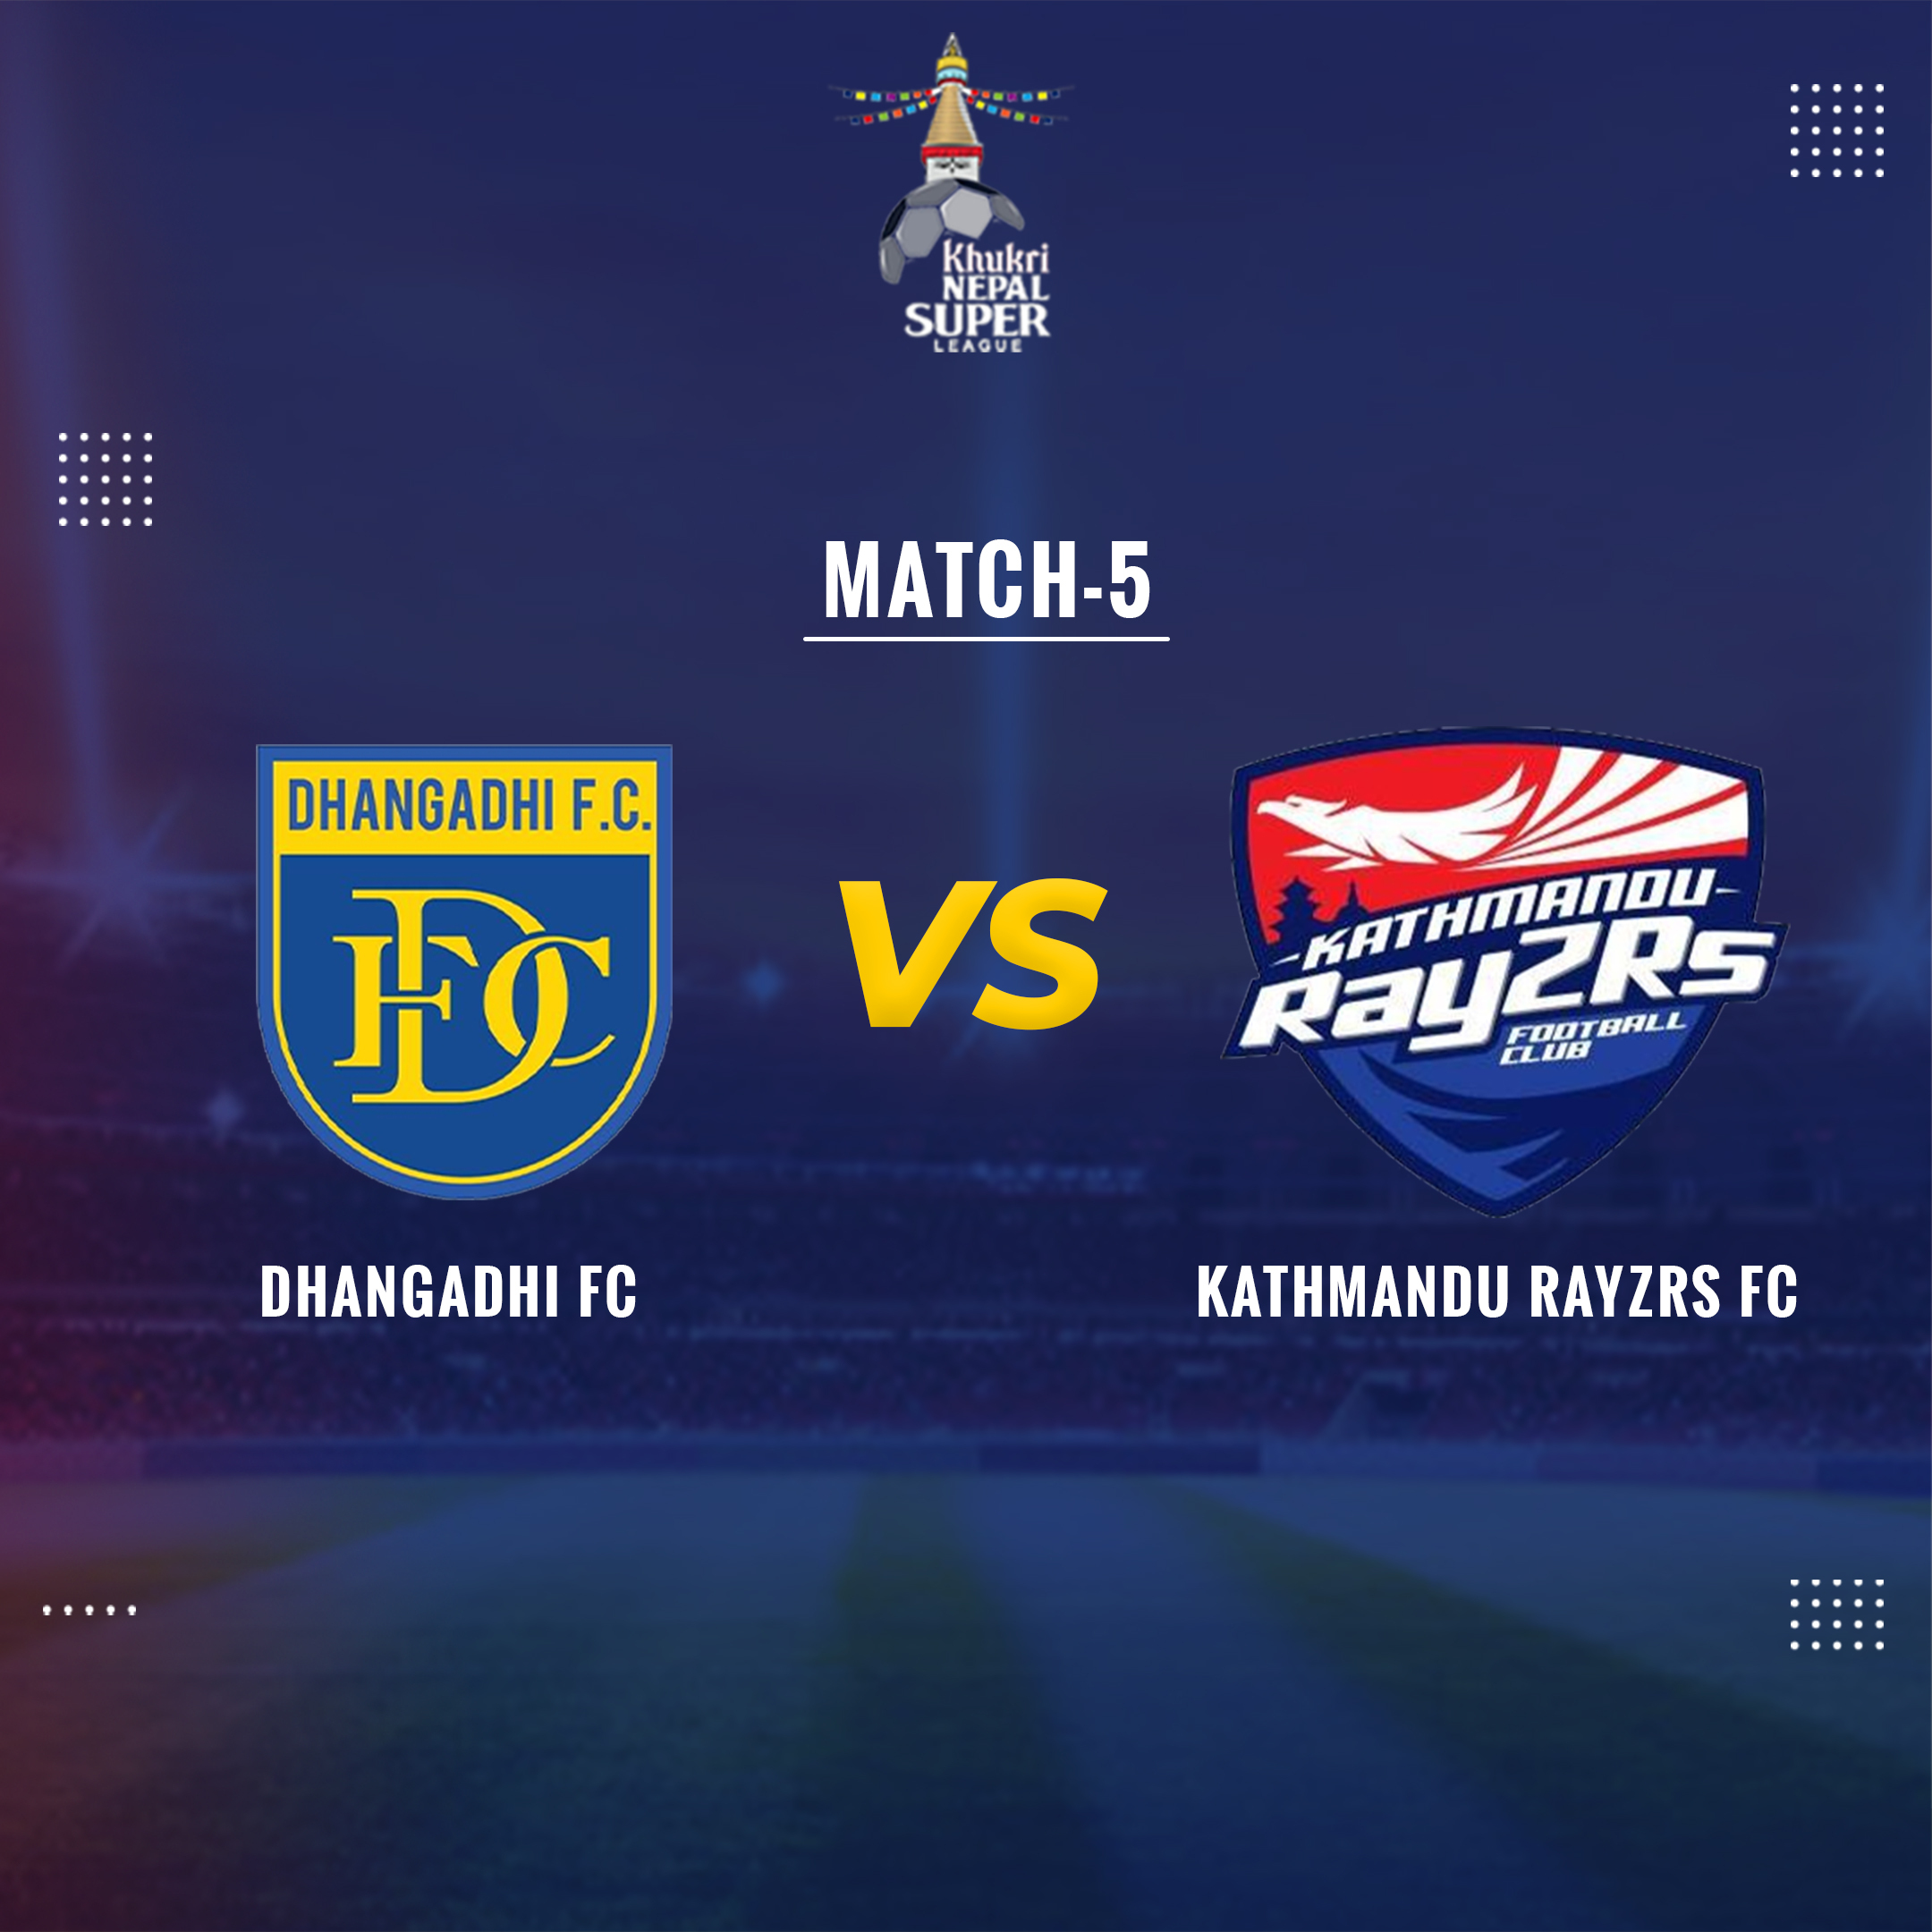 Khukri
NEPAL
SUPER
LEAGUE
MATCH-5
DHANGADHI F.C.
DFC
VS
KATHMANDU
RayZRs
FOOTBALL
CLUB
DHANGADHI FC
KATHMANDU RAYZRS FC